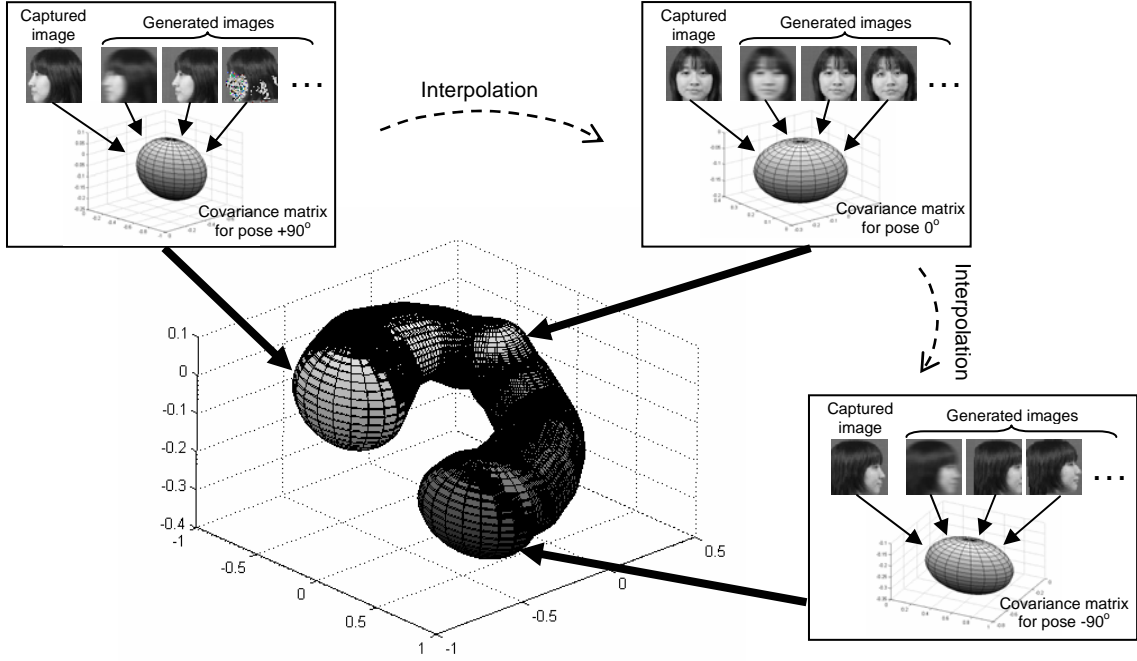 Captured
image
Generated images
...
Covariance matrix
for pose +90°
Interpolation
Captured
image
Generated images
...
Covariance matrix
for pose 0°
Interpolation
0.1
0
-0.1
-0.2
-0.3
-0.4
-1
-0.5
0
0.5
1
-1
-0.5
0
0.5
Captured
image
Generated images
...
Covariance matrix
for pose -90°